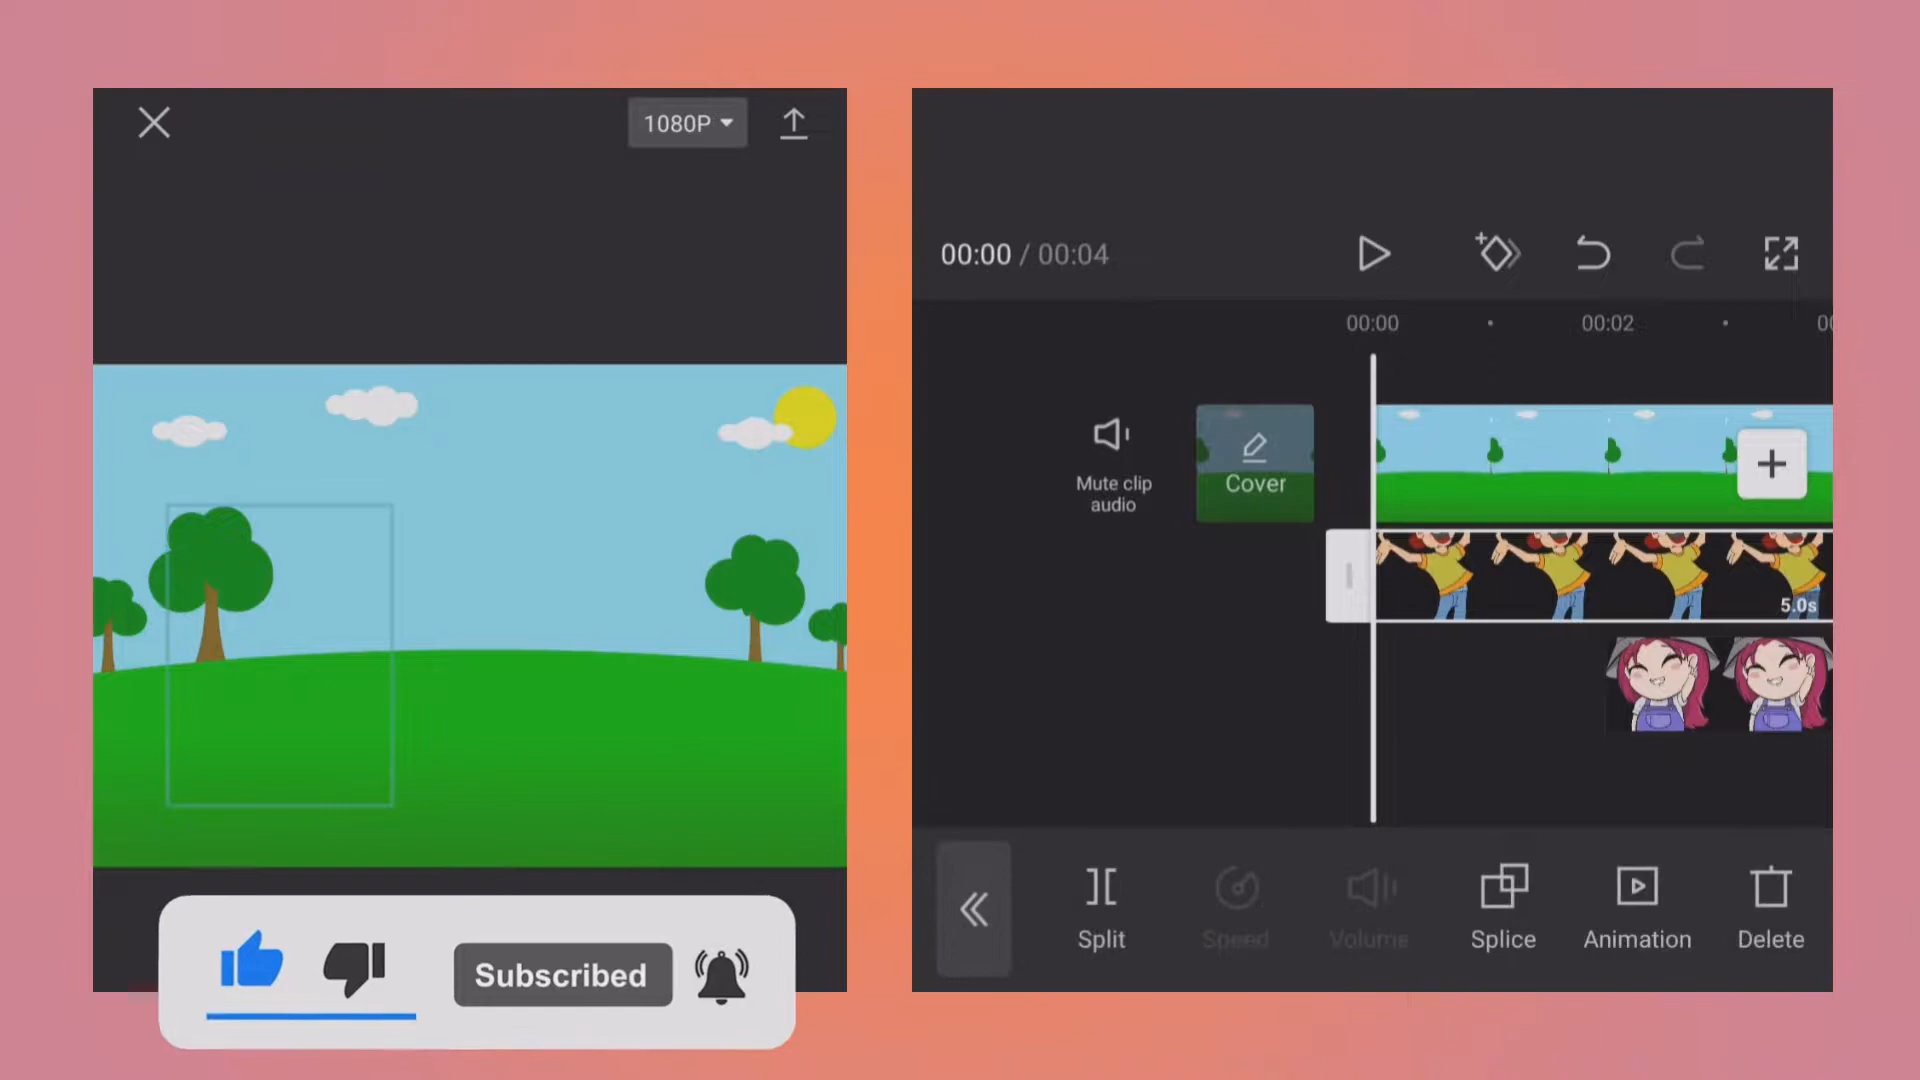 1080P
00:00 / 00:04
00:00
00:02
00
Mute clip
audio
Cover
5.0s
Split
Speed
Volume
Splice
Animation
Delete
Subscribed